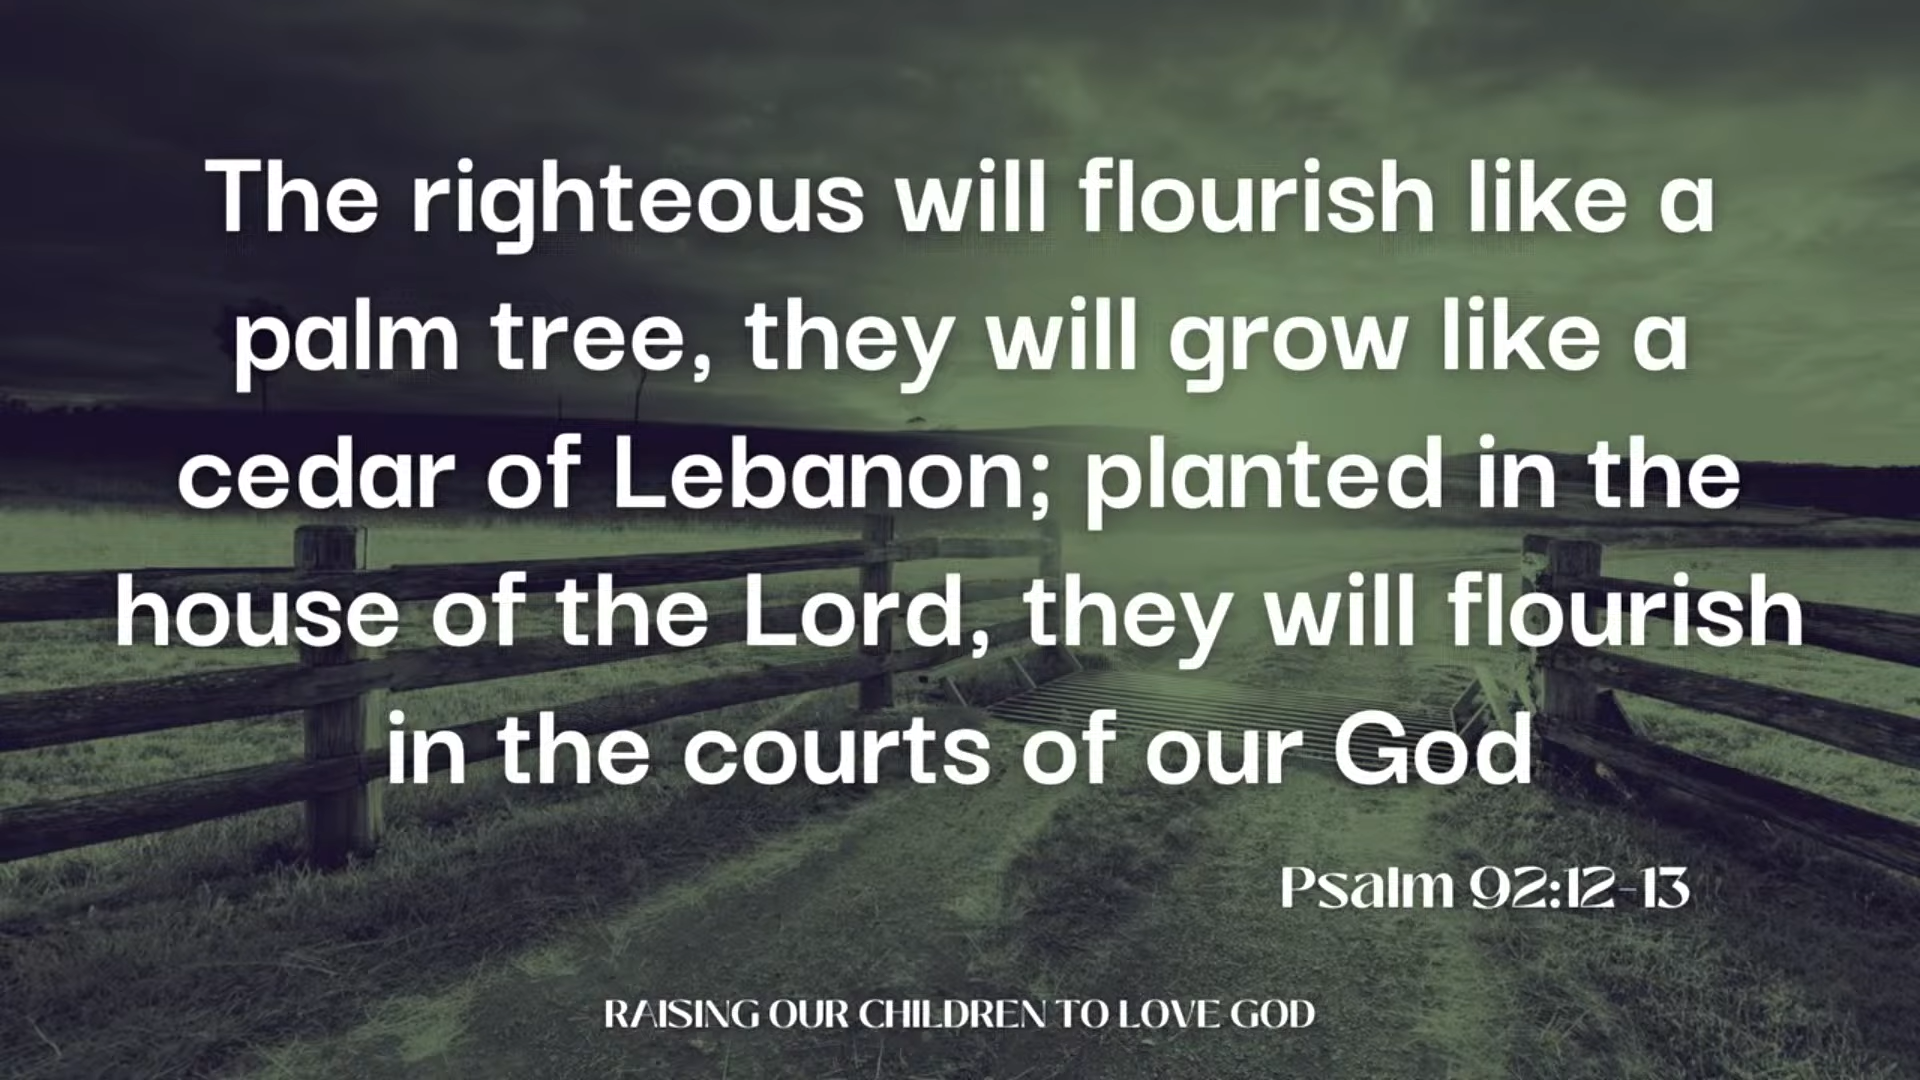 The righteous will flourish like a
palm tree, they will grow like a
cedar of Lebanon; planted in the
house of the Lord, they will flourish
in the courts of our God
Psalm 92:12-13
RAISING OUR CHILDREN TO LOVE GOD